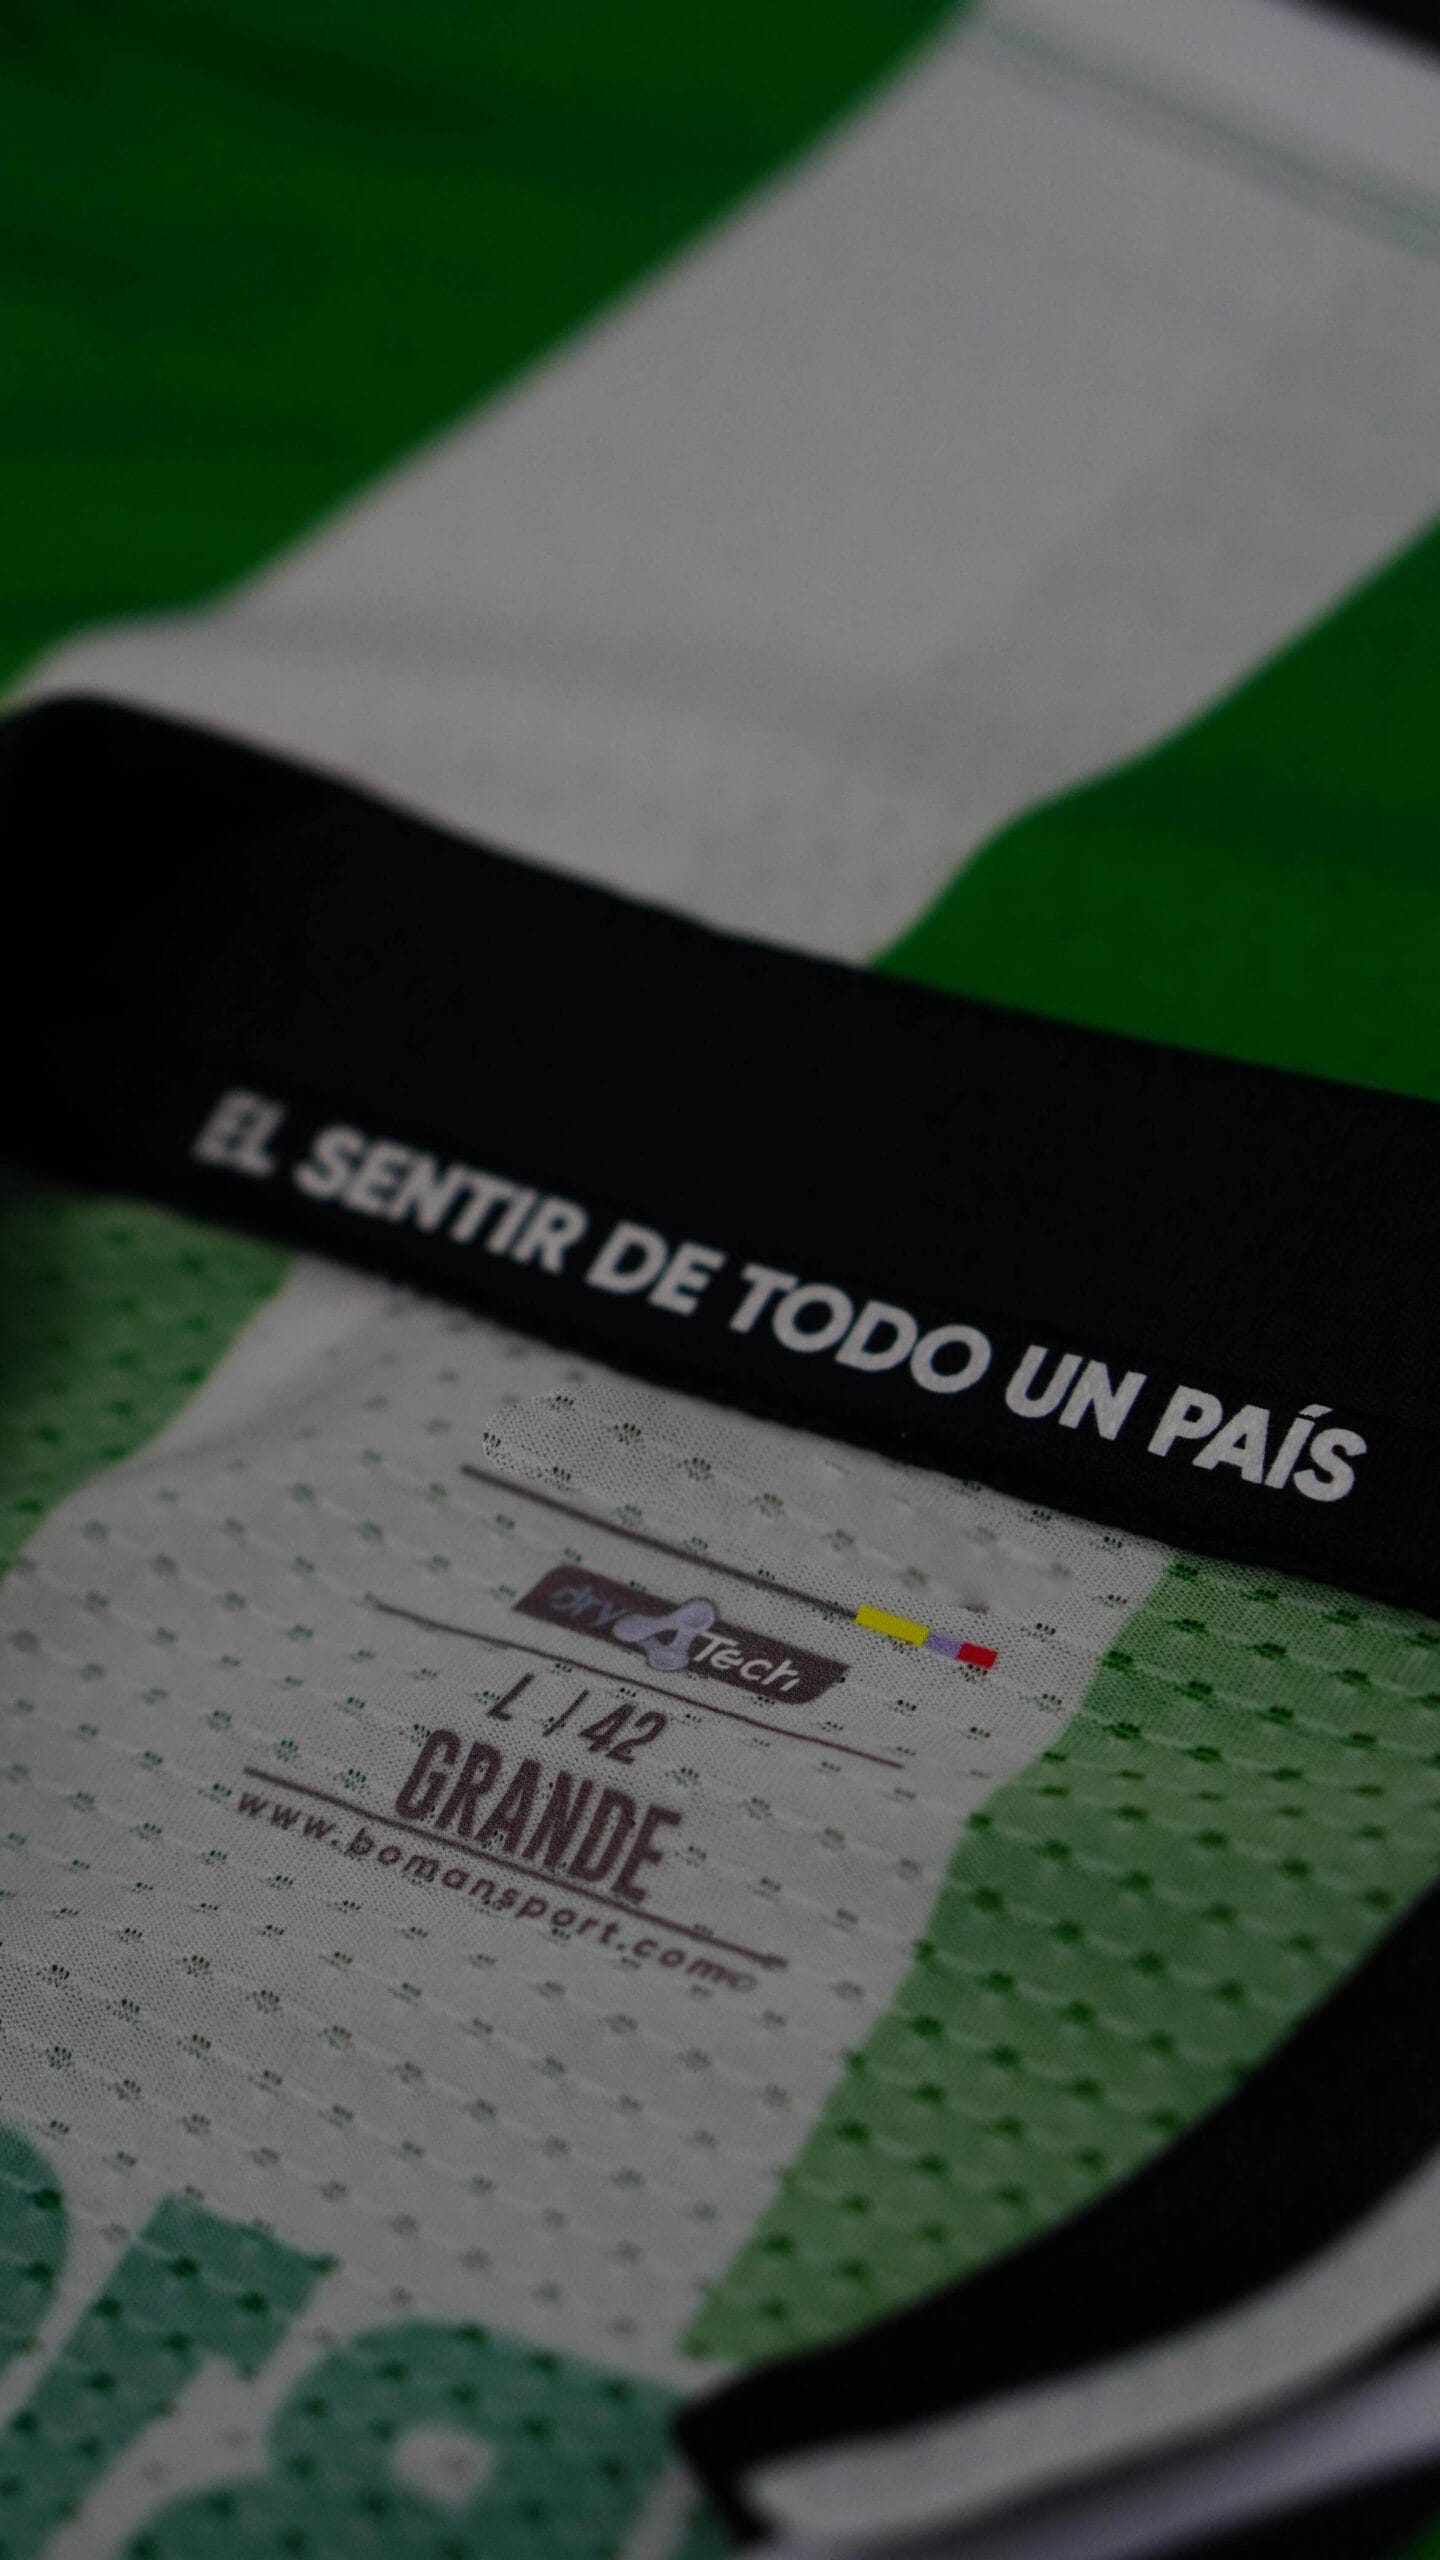 EL SENTIR DE TODO UN PAÍS
dry Tech
L / 42
GRANDE
www.bomansport.com